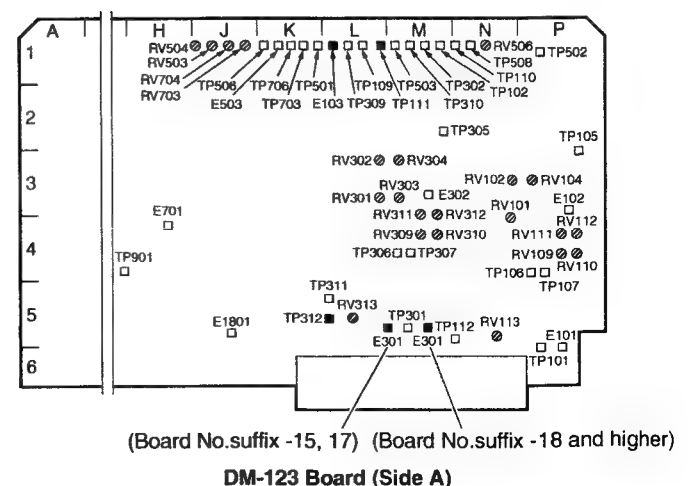 A H J K L M N P
1
RV504 RV506 TP502
RV503 TP508
RV704 TP110
RV703 TP506 TP706 TP501 TP109 TP503 TP302 TP102
E503 TP703 E103 TP309 TP111 TP310
2
TP305 TP105
RV302 RV304
3
RV102 RV104
RV303
RV301 E302 E102
E701 RV101
RV311 RV312 RV112
RV111
4
RV309 RV310
TP306 TP307 RV109 RV110
TP901 TP106 TP107
TP311
5
TP312 RV313 TP301
E1801 TP112 RV113 E101
E301 E301
6
TP101
(Board No.suffix -15, 17) (Board No.suffix -18 and higher)
DM-123 Board (Side A)